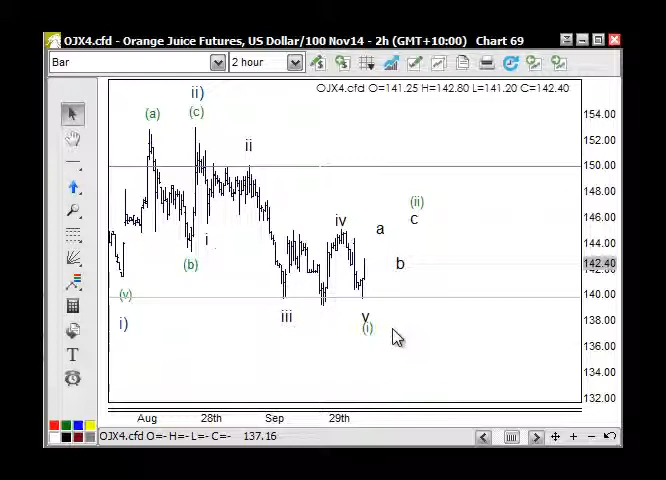 OJX4.cfd - Orange Juice Futures, US Dollar/100 Nov14 - 2h (GMT+10:00) Chart 69
Bar
2 hour
OJX4.cfd O=141.25 H=142.80 L=141.20 C=142.40
ii)
(a)
(c)
ii
154.00
152.00
150.00
148.00
146.00
144.00
142.40
140.00
138.00
136.00
134.00
132.00
(ii)
c
iv
a
i
b
(b)
(v)
i)
iii
v
(i)
T
Aug
28th
Sep
29th
OJX4.cfd O=- H=- L=- C=- 137.16